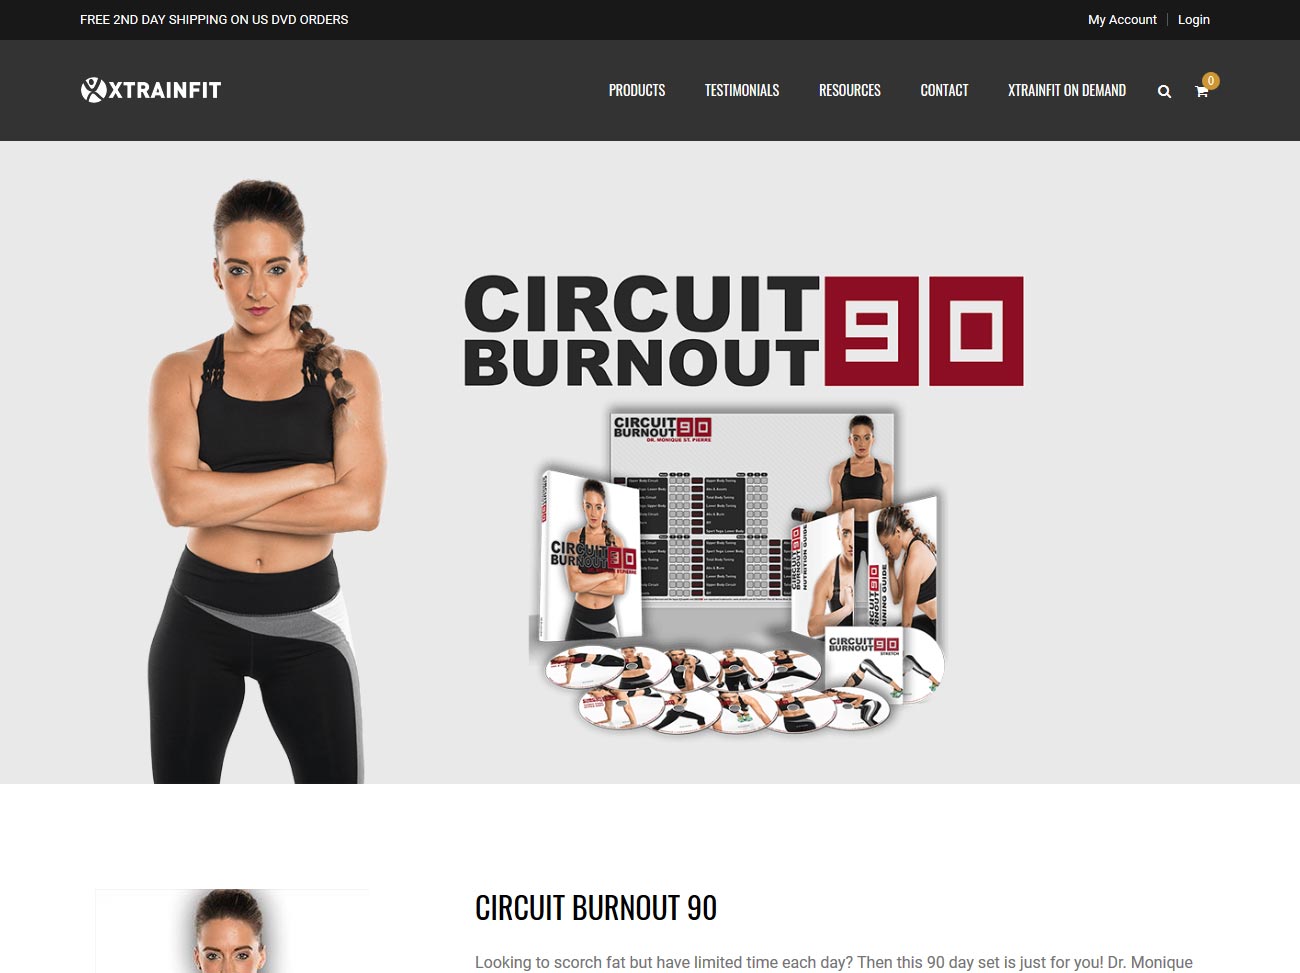 FREE 2ND DAY SHIPPING ON US DVD ORDERS
My Account
Login
XTRAINFIT
PRODUCTS
TESTIMONIALS
RESOURCES
CONTACT
XTRAINFIT ON DEMAND
0
CIRCUIT 90
BURNOUT
CIRCUIT 90
BURNOUT
DR. MONIQUE ST. PIERRE
CIRCUIT 90
BURNOUT
CIRCUIT
BURNOUT 90
NUTRITION GUIDE
CIRCUIT
BURNOUT 90
CIRCUIT 90
BURNOUT
STRETCH
CIRCUIT BURNOUT 90
Looking to scorch fat but have limited time each day? Then this 90 day set is just for you! Dr. Monique